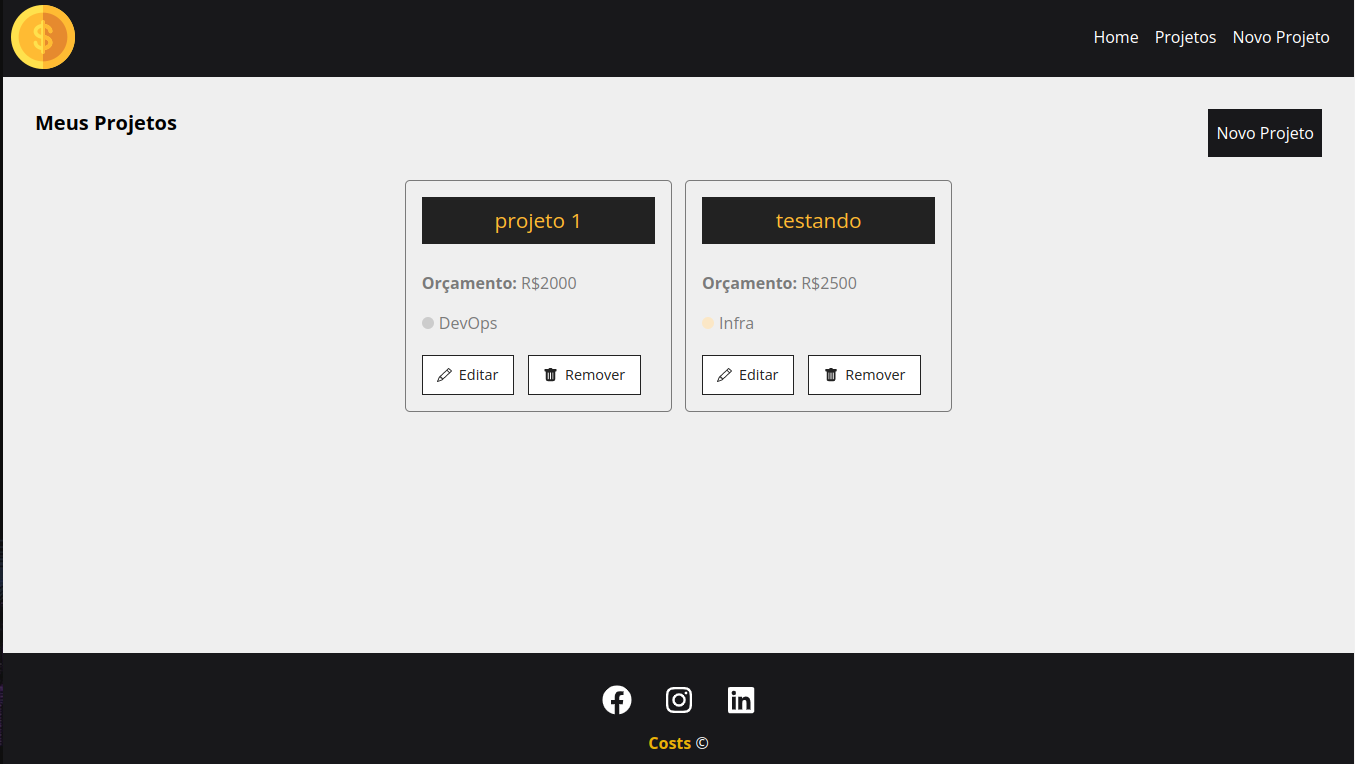 $
Home Projetos Novo Projeto
Meus Projetos
Novo Projeto
projeto 1
Orçamento: R$2000
DevOps
Editar Remover
testando
Orçamento: R$2500
Infra
Editar Remover
Costs ©